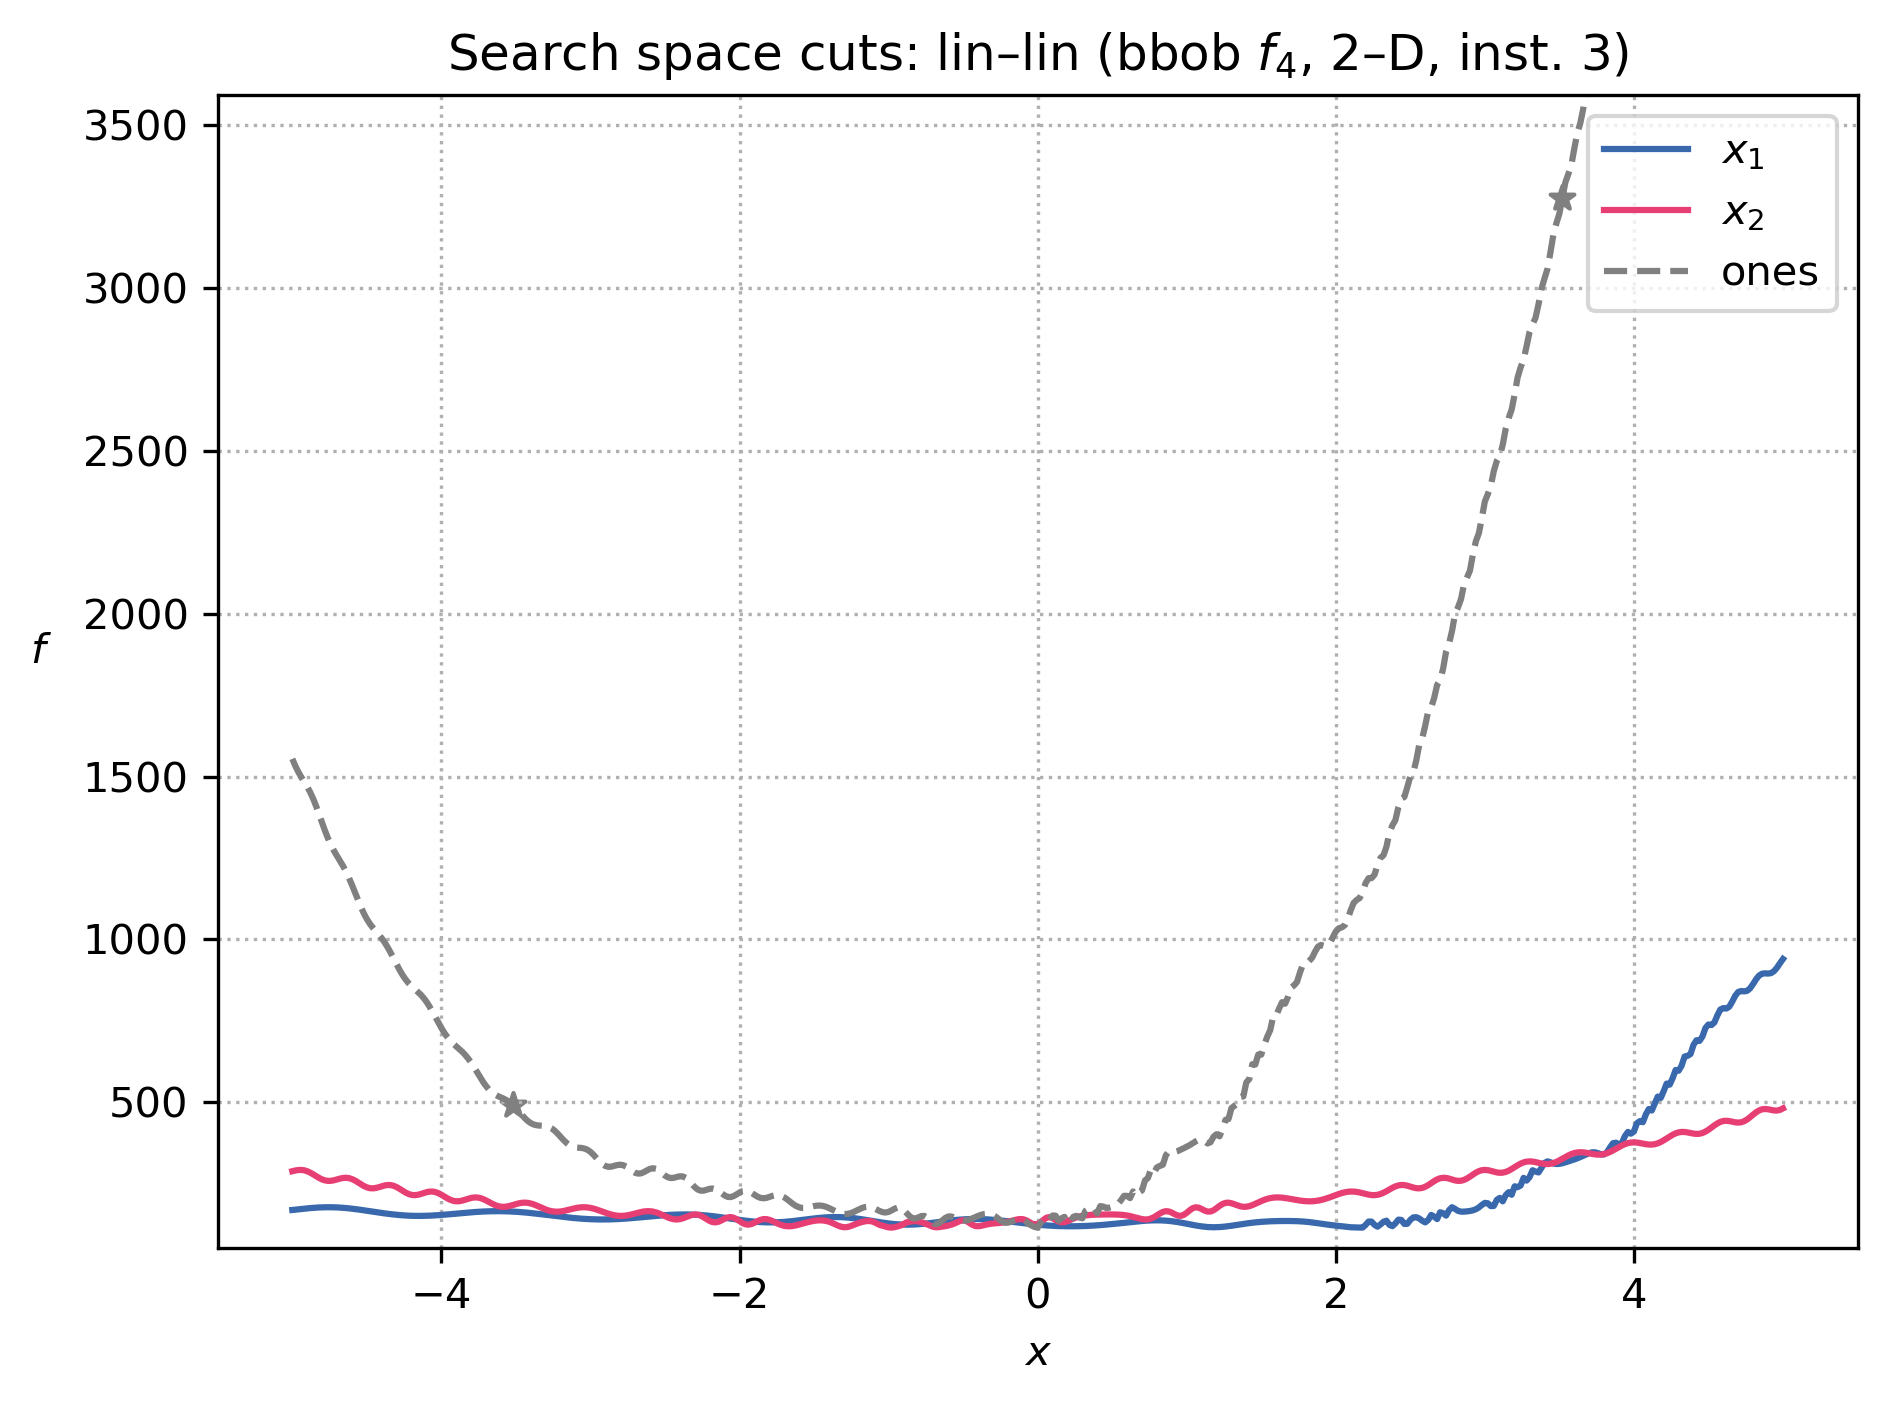 Search space cuts: lin–lin (bbob f₄, 2–D, inst. 3)
3500
3000
2500
2000
1500
1000
500
f
−4
−2
0
2
4
x
x₁
x₂
ones